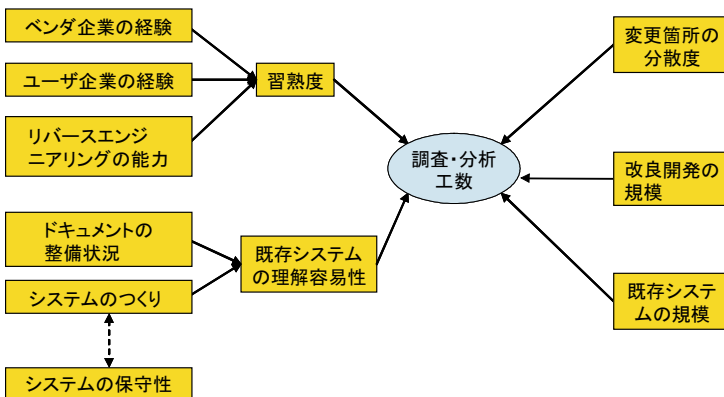 ベンダ企業の経験
ユーザ企業の経験
リバースエンジ
ニアリングの能力
習熟度
ドキュメントの
整備状況
システムのつくり
システムの保守性
既存システム
の理解容易性
調査・分析
工数
変更箇所の
分散度
改良開発の
規模
既存システ
ムの規模